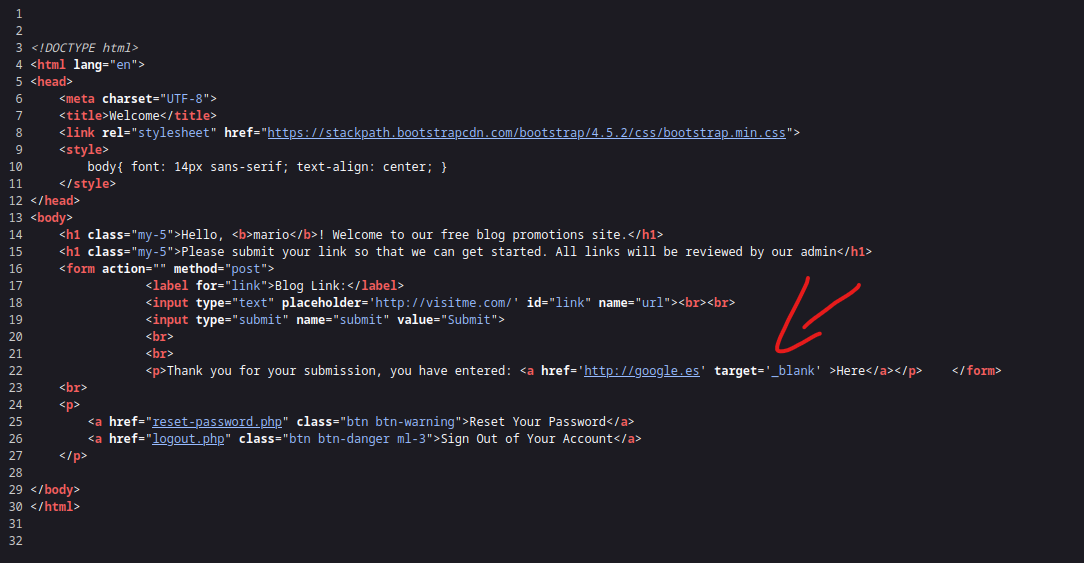 1
2
3 <!DOCTYPE html>
4 <html lang="en">
5 <head>
6     <meta charset="UTF-8">
7     <title>Welcome</title>
8     <link rel="stylesheet" href="https://stackpath.bootstrapcdn.com/bootstrap/4.5.2/css/bootstrap.min.css">
9     <style>
10         body{ font: 14px sans-serif; text-align: center; }
11     </style>
12 </head>
13 <body>
14     <h1 class="my-5">Hello, <b>mario</b>! Welcome to our free blog promotions site.</h1>
15     <h1 class="my-5">Please submit your link so that we can get started. All links will be reviewed by our admin</h1>
16     <form action="" method="post">
17                 <label for="link">Blog Link:</label>
18                 <input type="text" placeholder='http://visitme.com/' id="link" name="url"><br><br>
19                 <input type="submit" name="submit" value="Submit">
20                 <br>
21                 <br>
22                 <p>Thank you for your submission, you have entered: <a href='http://google.es' target='_blank' >Here</a></p>    </form>
23     <br>
24     <p>
25         <a href="reset-password.php" class="btn btn-warning">Reset Your Password</a>
26         <a href="logout.php" class="btn btn-danger ml-3">Sign Out of Your Account</a>
27     </p>
28
29 </body>
30 </html>
31
32